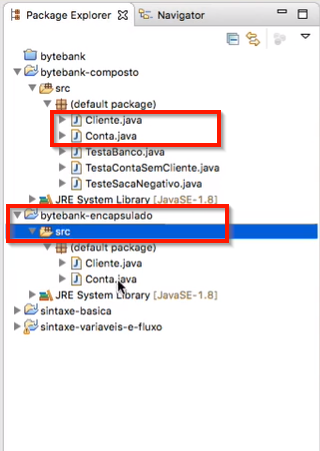 Package Explorer Navigator
bytebank
bytebank-composto
src
(default package)
Cliente.java
Conta.java
TestaBanco.java
TestaContaSemCliente.java
TesteSacaNegativo.java
JRE System Library [JavaSE-1.8]
bytebank-encapsulado
src
(default package)
Cliente.java
Conta.java
JRE System Library [JavaSE-1.8]
sintaxe-basica
sintaxe-variaveis-e-fluxo